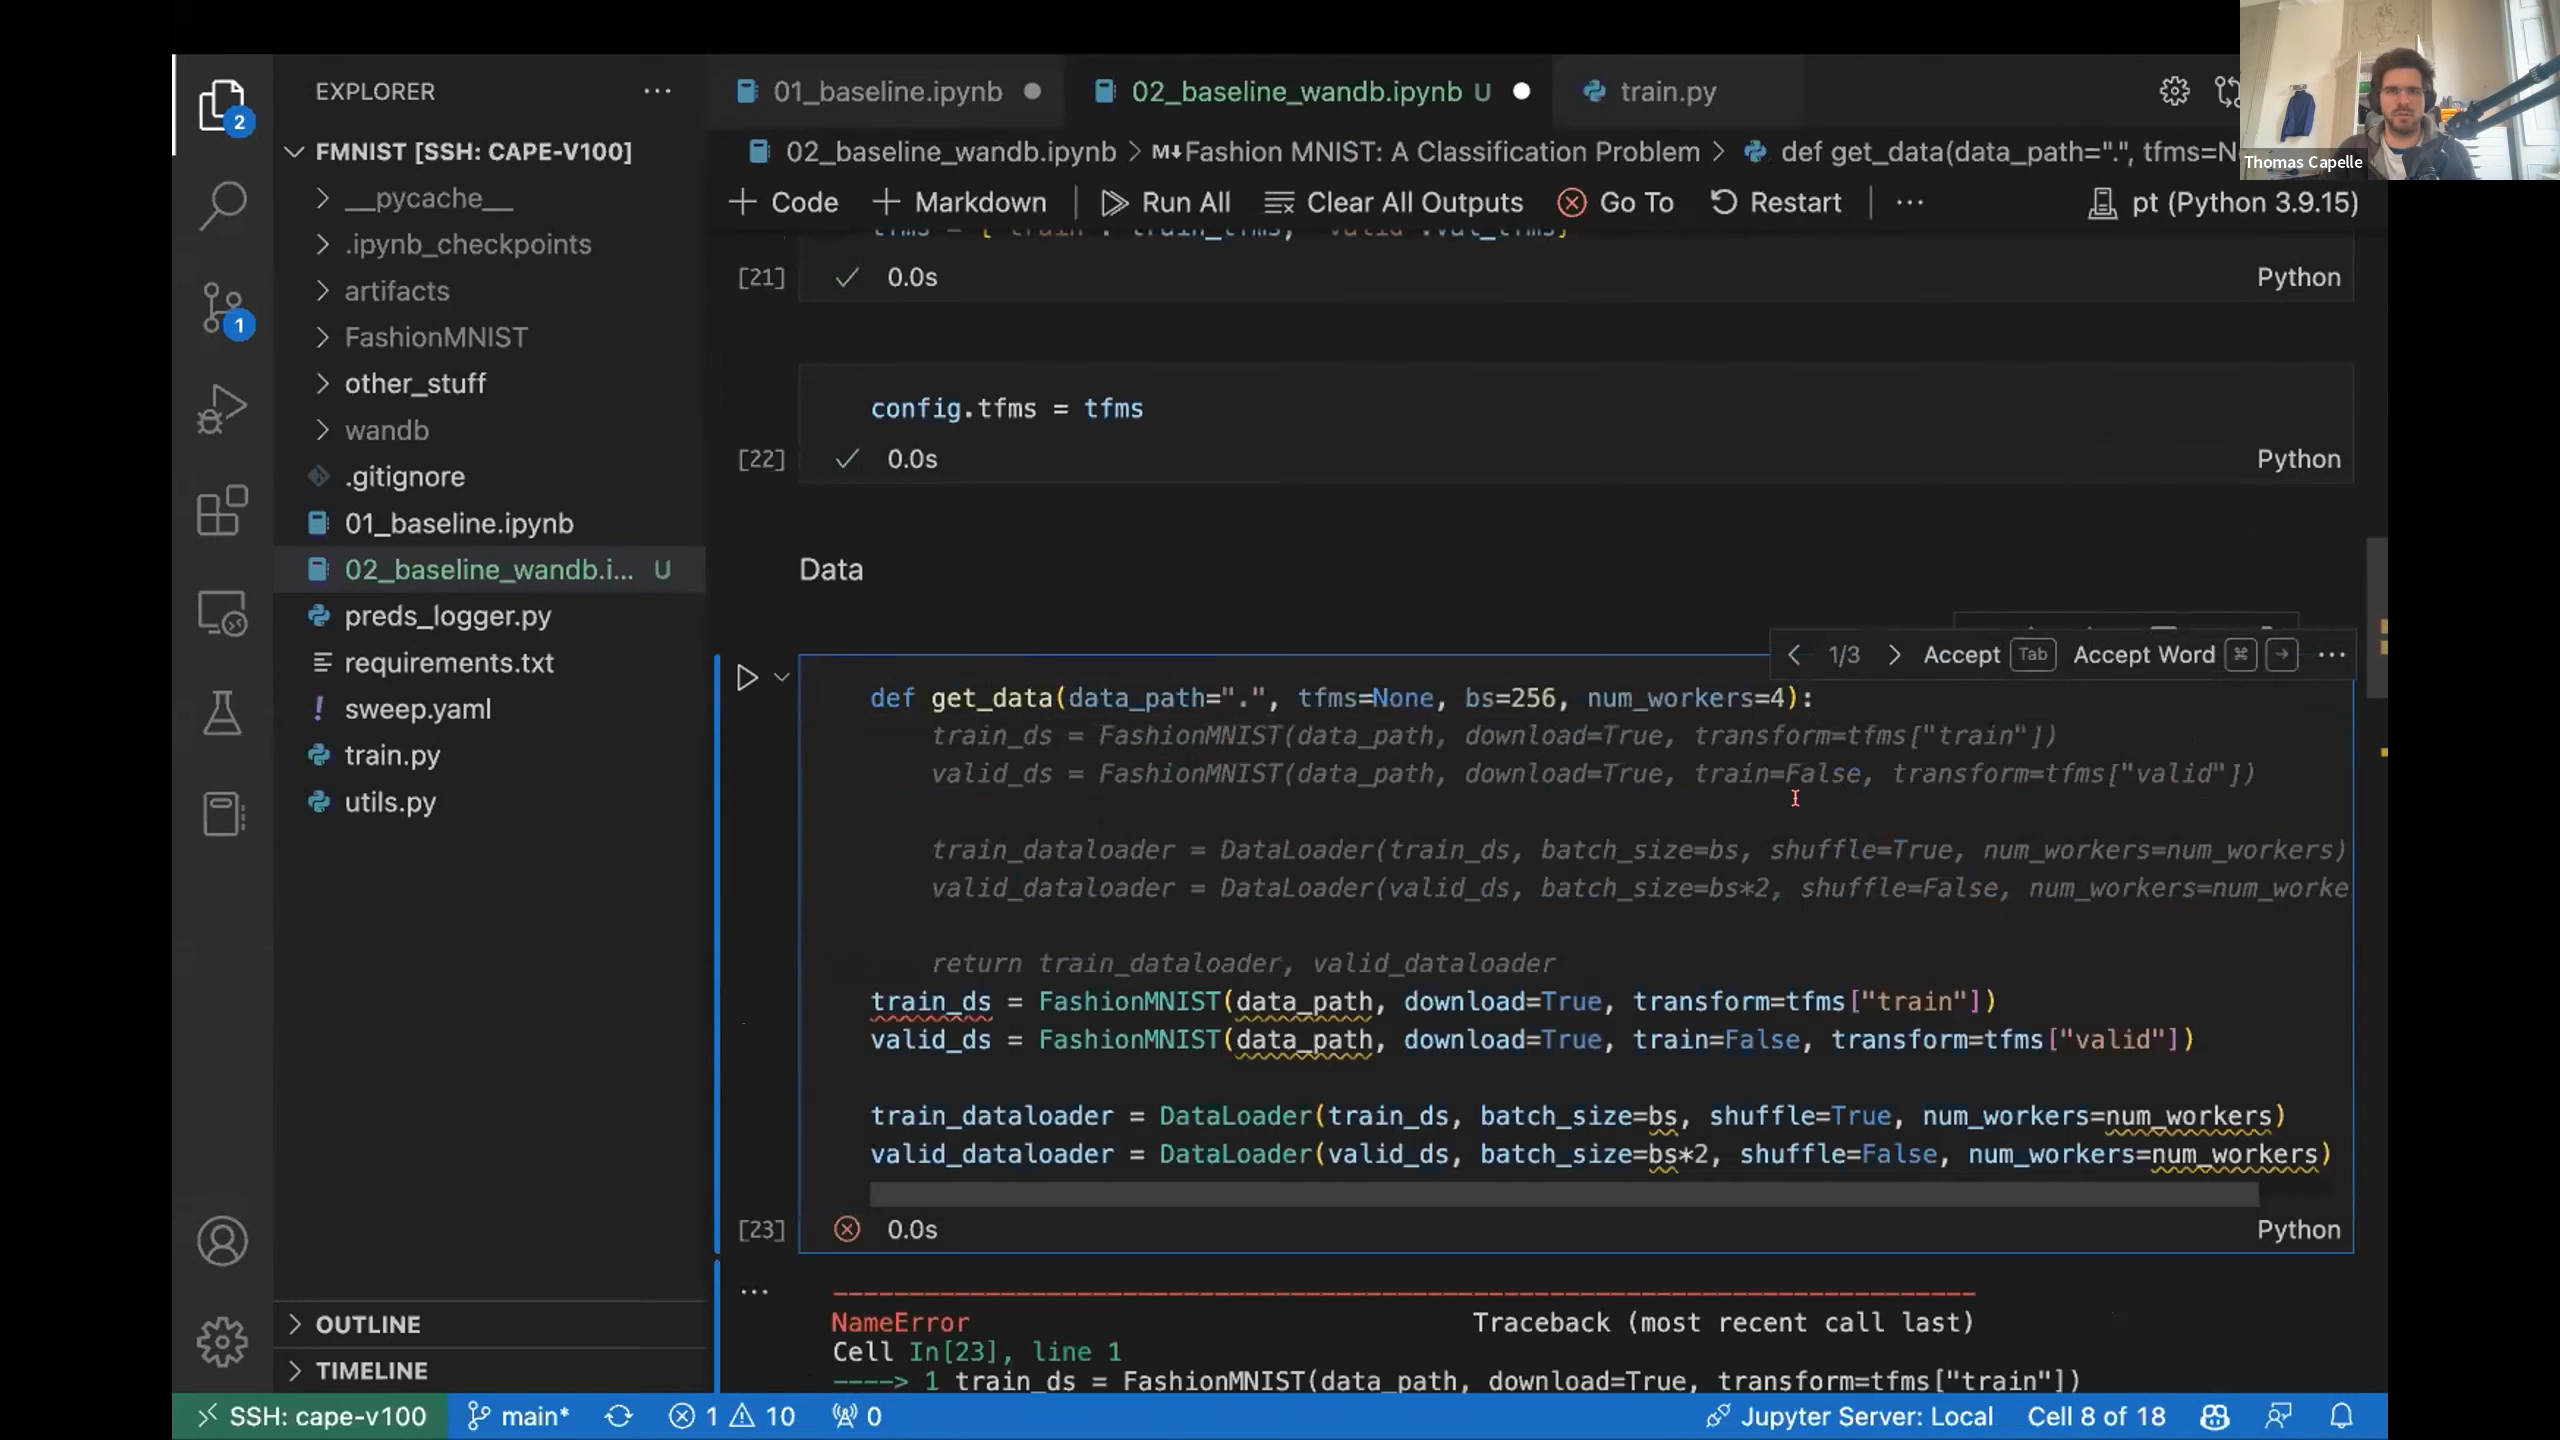 Thomas Capelle
EXPLORER
FMNIST [SSH: CAPE-V100]
__pycache__
.ipynb_checkpoints
artifacts
FashionMNIST
other_stuff
wandb
.gitignore
01_baseline.ipynb
02_baseline_wandb.i... U
preds_logger.py
requirements.txt
sweep.yaml
train.py
utils.py
OUTLINE
TIMELINE
2
1
01_baseline.ipynb
02_baseline_wandb.ipynb U
train.py
02_baseline_wandb.ipynb > M↓Fashion MNIST: A Classification Problem > def get_data(data_path=".", tfms=N
+ Code + Markdown | Run All Clear All Outputs Go To Restart | ... pt (Python 3.9.15)
tfms = {"train": train_tfms, "valid":val_tfms}
[21] ✓ 0.0s Python
config.tfms = tfms
[22] ✓ 0.0s Python
Data
< 1/3 > Accept Tab Accept Word ⌘ → ...
def get_data(data_path=".", tfms=None, bs=256, num_workers=4):
train_ds = FashionMNIST(data_path, download=True, transform=tfms["train"])
valid_ds = FashionMNIST(data_path, download=True, train=False, transform=tfms["valid"])
train_dataloader = DataLoader(train_ds, batch_size=bs, shuffle=True, num_workers=num_workers)
valid_dataloader = DataLoader(valid_ds, batch_size=bs*2, shuffle=False, num_workers=num_worke
return train_dataloader, valid_dataloader
train_ds = FashionMNIST(data_path, download=True, transform=tfms["train"])
valid_ds = FashionMNIST(data_path, download=True, train=False, transform=tfms["valid"])
train_dataloader = DataLoader(train_ds, batch_size=bs, shuffle=True, num_workers=num_workers)
valid_dataloader = DataLoader(valid_ds, batch_size=bs*2, shuffle=False, num_workers=num_workers)
[23] 0.0s Python
...
NameError Traceback (most recent call last)
Cell In[23], line 1
----> 1 train_ds = FashionMNIST(data_path, download=True, transform=tfms["train"])
SSH: cape-v100 main* 1 10 0 Jupyter Server: Local Cell 8 of 18